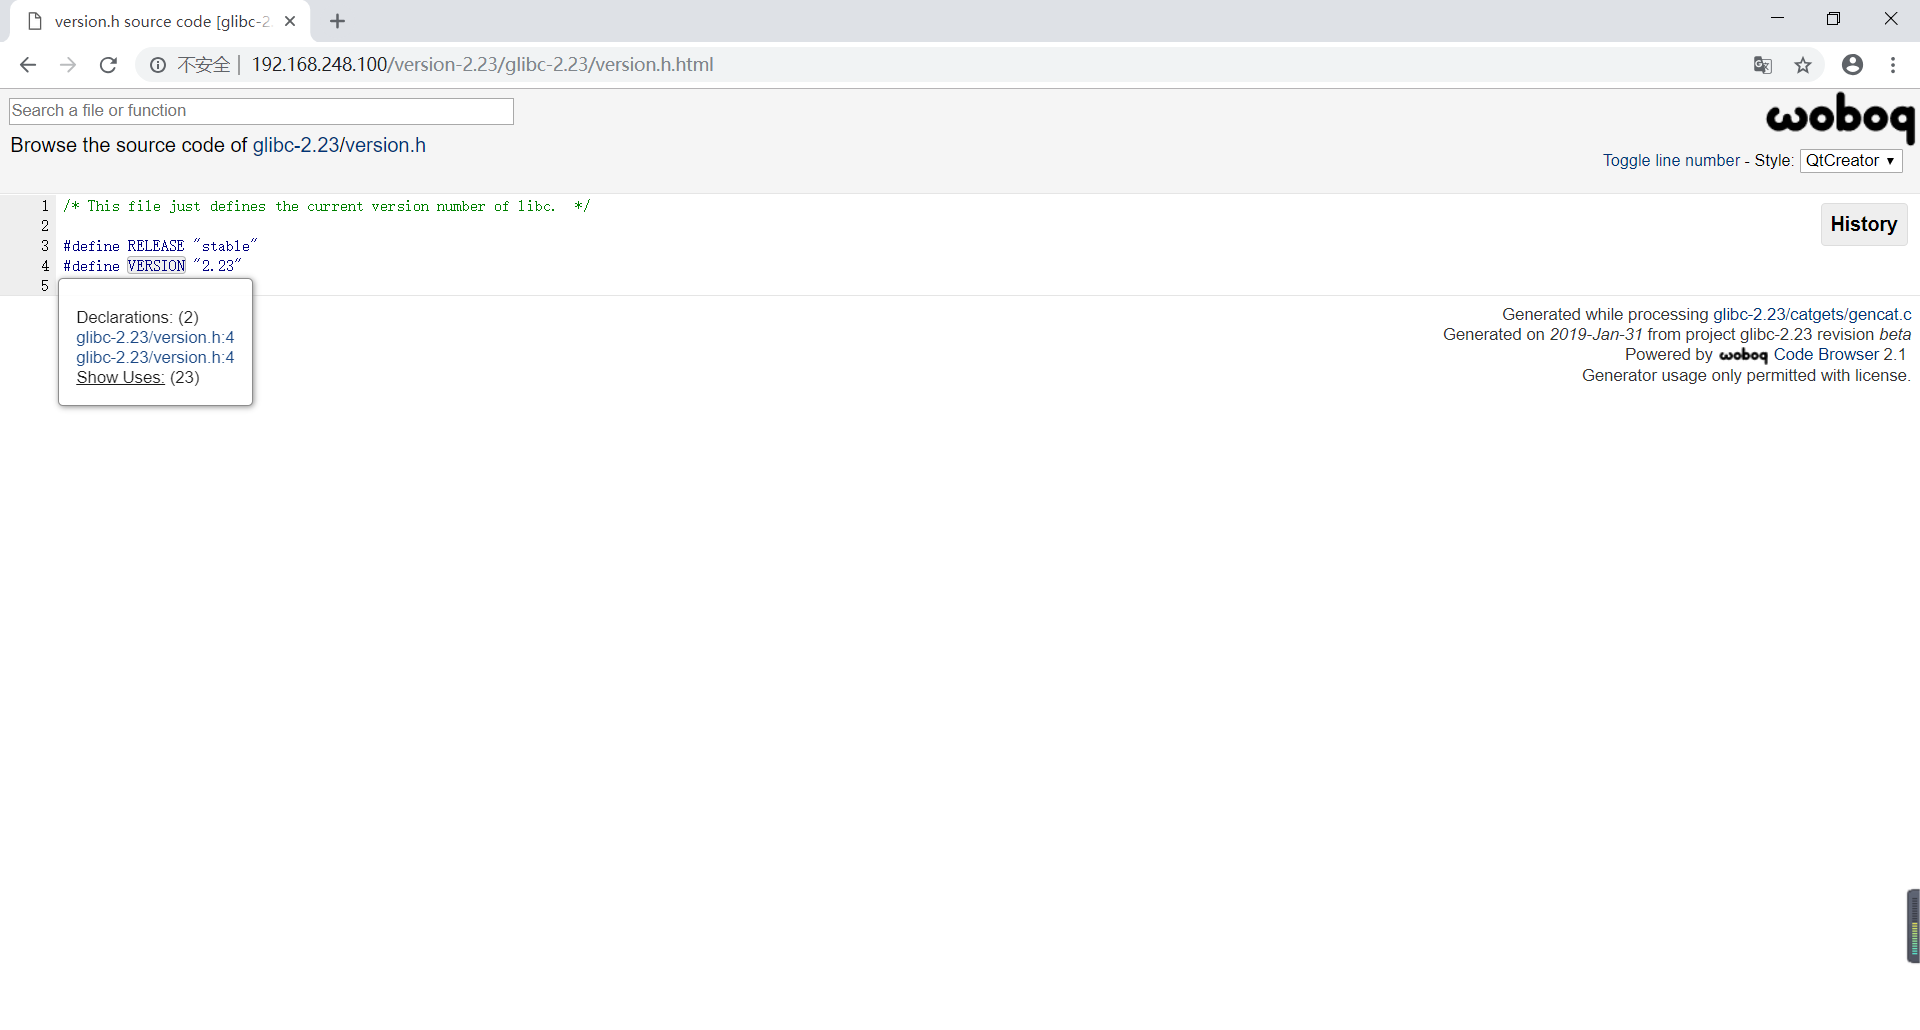 version.h source code [glibc-2.
不安全 | 192.168.248.100/version-2.23/glibc-2.23/version.h.html
Search a file or function
woboq
Browse the source code of glibc-2.23/version.h
Toggle line number - Style: QtCreator
1 /* This file just defines the current version number of libc.  */
2
3 #define RELEASE "stable"
4 #define VERSION "2.23"
5
History
Declarations: (2)
glibc-2.23/version.h:4
glibc-2.23/version.h:4
Show Uses: (23)
Generated while processing glibc-2.23/catgets/gencat.c
Generated on 2019-Jan-31 from project glibc-2.23 revision beta
Powered by woboq Code Browser 2.1
Generator usage only permitted with license.